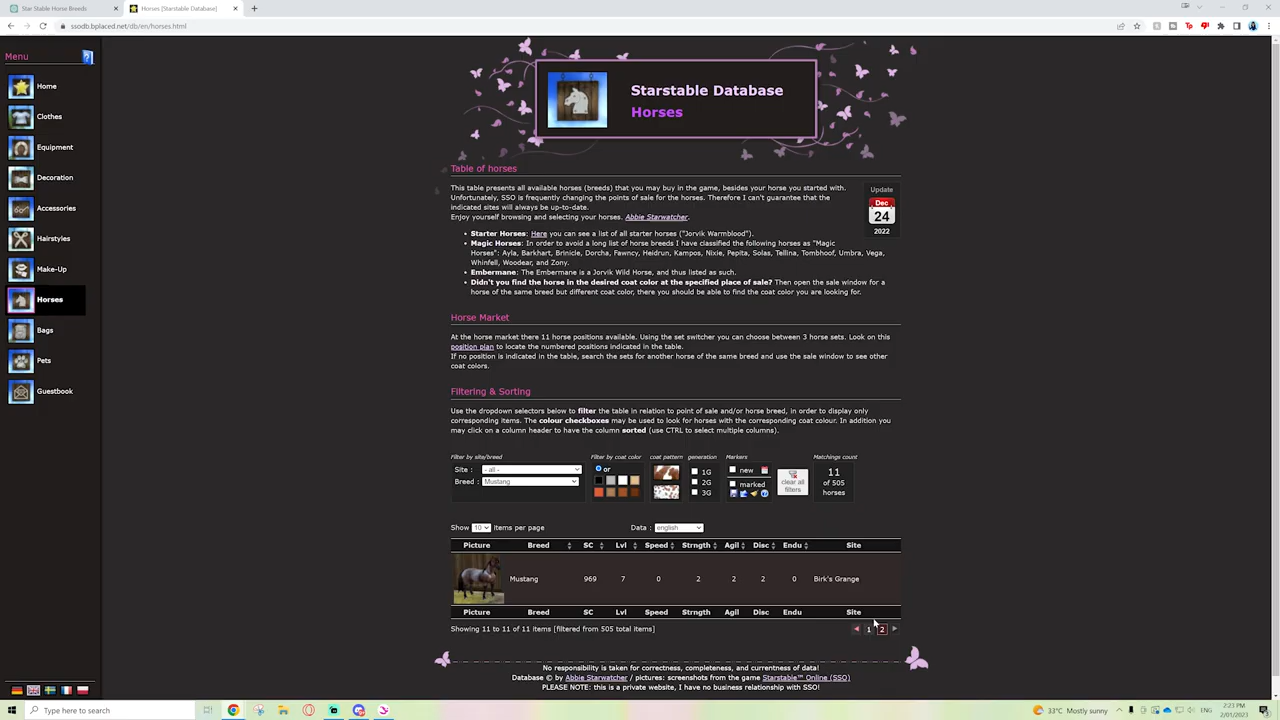 Star Stable Horse Breeds
Horses [Starstable Database]
ssodb.bplaced.net/db/en/horses.html
Menu
Home
Clothes
Equipment
Decoration
Accessories
Hairstyles
Make-Up
Horses
Bags
Pets
Guestbook
Starstable Database
Horses
Table of horses
This table presents all available horses (breeds) that you may buy in the game, besides your horse you started with.
Unfortunately, SSO is frequently changing the points of sale for the horses. Therefore I can't guarantee that the
indicated sites will always be up-to-date.
Enjoy yourself browsing and selecting your horses. Abbie Starwatcher.
Update
Dec
24
2022
• Starter Horses: Here you can see a list of all starter horses ("Jorvik Warmblood").
• Magic Horses: In order to avoid a long list of horse breeds I have classified the following horses as "Magic
Horses": Ayla, Barkhart, Brinicle, Dorcha, Fawncy, Heidrun, Kampos, Nixie, Pepita, Solas, Tellina, Tombhoof, Umbra, Vega,
Whinfell, Woodear, and Zony.
• Embermane: The Embermane is a Jorvik Wild Horse, and thus listed as such.
• Didn't you find the horse in the desired coat color at the specified place of sale? Then open the sale window for a
horse of the same breed but different coat color, there you should be able to find the coat color you are looking for.
Horse Market
At the horse market there 11 horse positions available. Using the set switcher you can choose between 3 horse sets. Look on this
position plan to locate the numbered positions indicated in the table.
If no position is indicated in the table, search the sets for another horse of the same breed and use the sale window to see other
coat colors.
Filtering & Sorting
Use the dropdown selectors below to filter the table in relation to point of sale and/or horse breed, in order to display only
corresponding items. The colour checkboxes may be used to look for horses with the corresponding coat colour. In addition you
may click on a column header to have the column sorted (use CTRL to select multiple columns).
Filter by site/breed Filter by coat color coat pattern generation Markers Matchings count
Site : - all -
Breed : Mustang
or
1G
2G
3G
new
marked
clear all
filters
11
of 505
horses
Show 10 items per page Data : english
Picture Breed SC Lvl Speed Strngth Agil Disc Endu Site
Mustang 969 7 0 2 2 2 0 Birk's Grange
Picture Breed SC Lvl Speed Strngth Agil Disc Endu Site
Showing 11 to 11 of 11 items [filtered from 505 total items] 1 2
No responsibility is taken for correctness, completeness, and currentness of data!
Database © by Abbie Starwatcher / pictures: screenshots from the game Starstable™ Online (SSO)
PLEASE NOTE: this is a private website, I have no business relationship with SSO!
Type here to search
33°C Mostly sunny
ENG
2:23 PM
2/01/2023